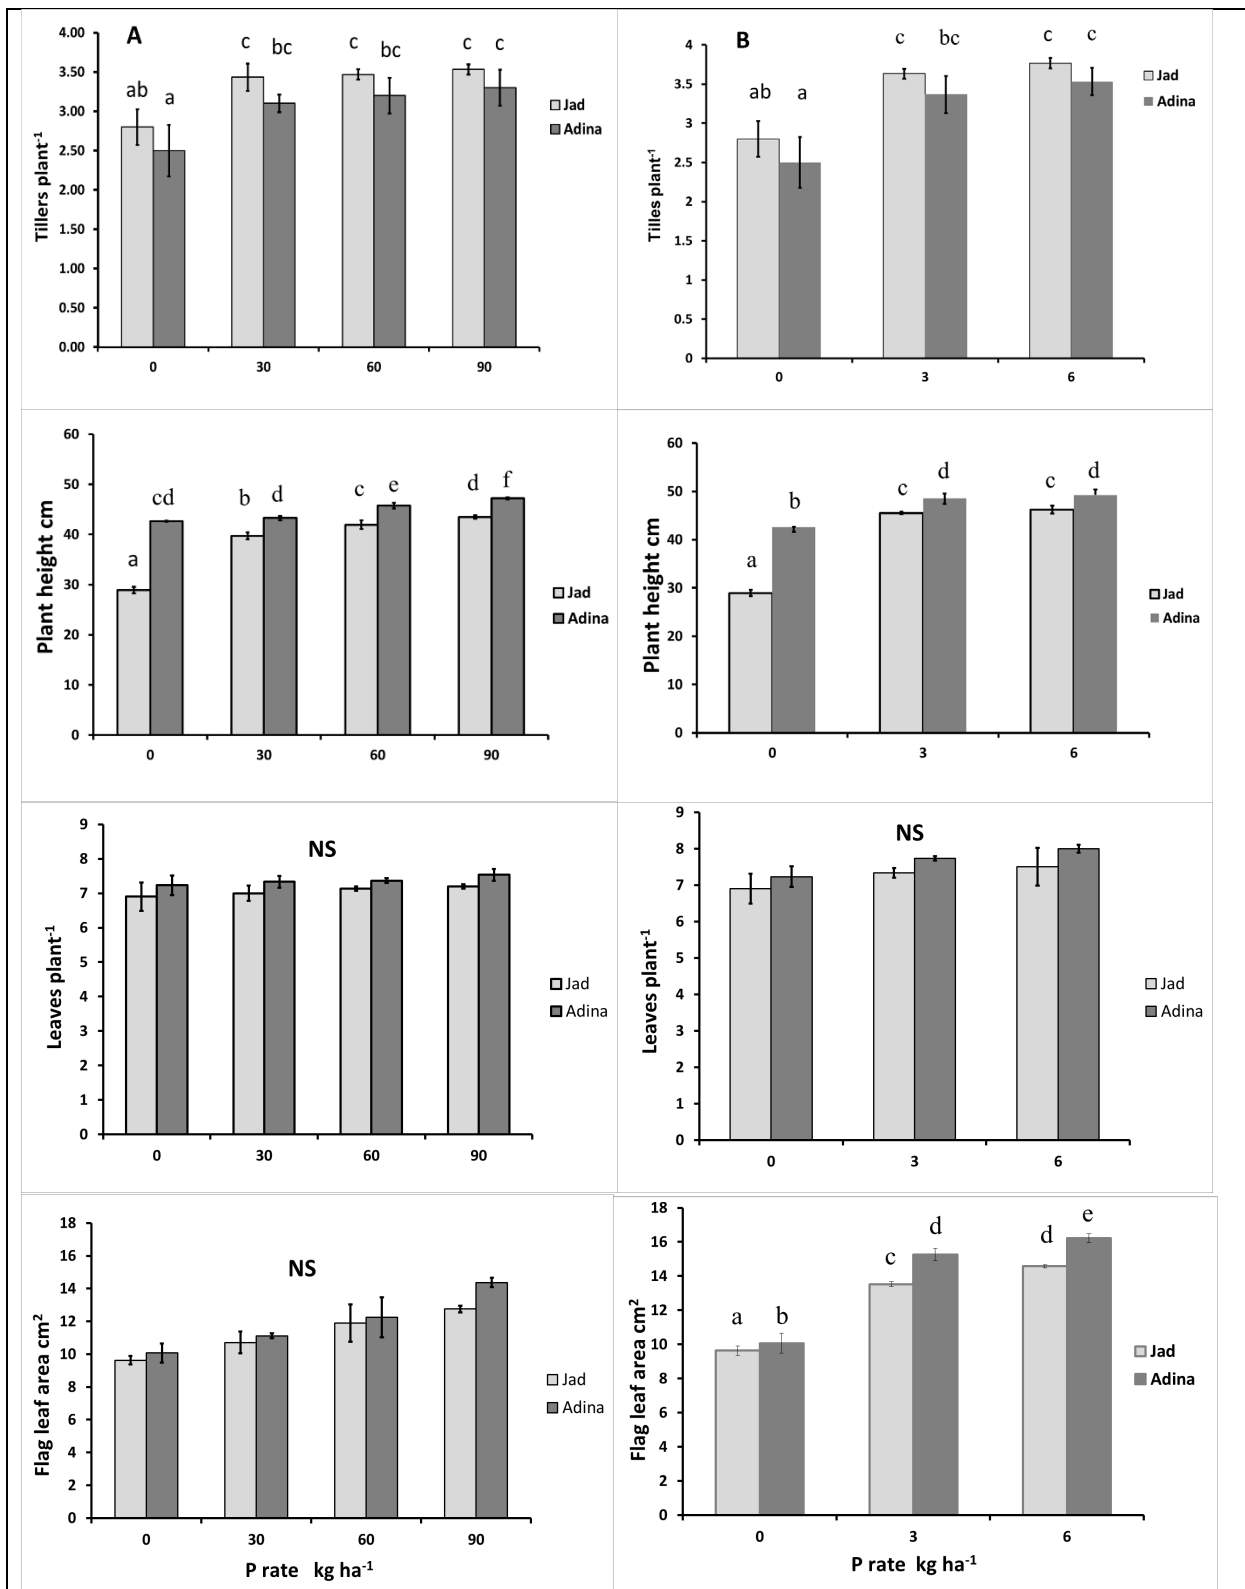 A
4.00
3.50
3.00
2.50
2.00
1.50
1.00
0.50
0.00
Tillers plant-1
ab a c bc c bc c c
0 30 60 90
Jad
Adina
B
4
3.5
3
2.5
2
1.5
1
0.5
0
Tilles plant-1
ab a c bc c c
0 3 6
Jad
Adina
60
50
40
30
20
10
0
Plant height cm
a cd b d c e d f
0 30 60 90
Jad
Adina
60
50
40
30
20
10
0
Plant height cm
a b c d c d
0 3 6
Jad
Adina
NS
9
8
7
6
5
4
3
2
1
0
Leaves plant-1
0 30 60 90
Jad
Adina
NS
9
8
7
6
5
4
3
2
1
0
Leaves plant-1
0 3 6
Jad
Adina
NS
18
16
14
12
10
8
6
4
2
0
Flag leaf area cm2
0 30 60 90
P rate kg ha-1
Jad
Adina
18
16
14
12
10
8
6
4
2
0
Flag leaf area cm2
a b c d d e
0 3 6
P rate kg ha-1
Jad
Adina